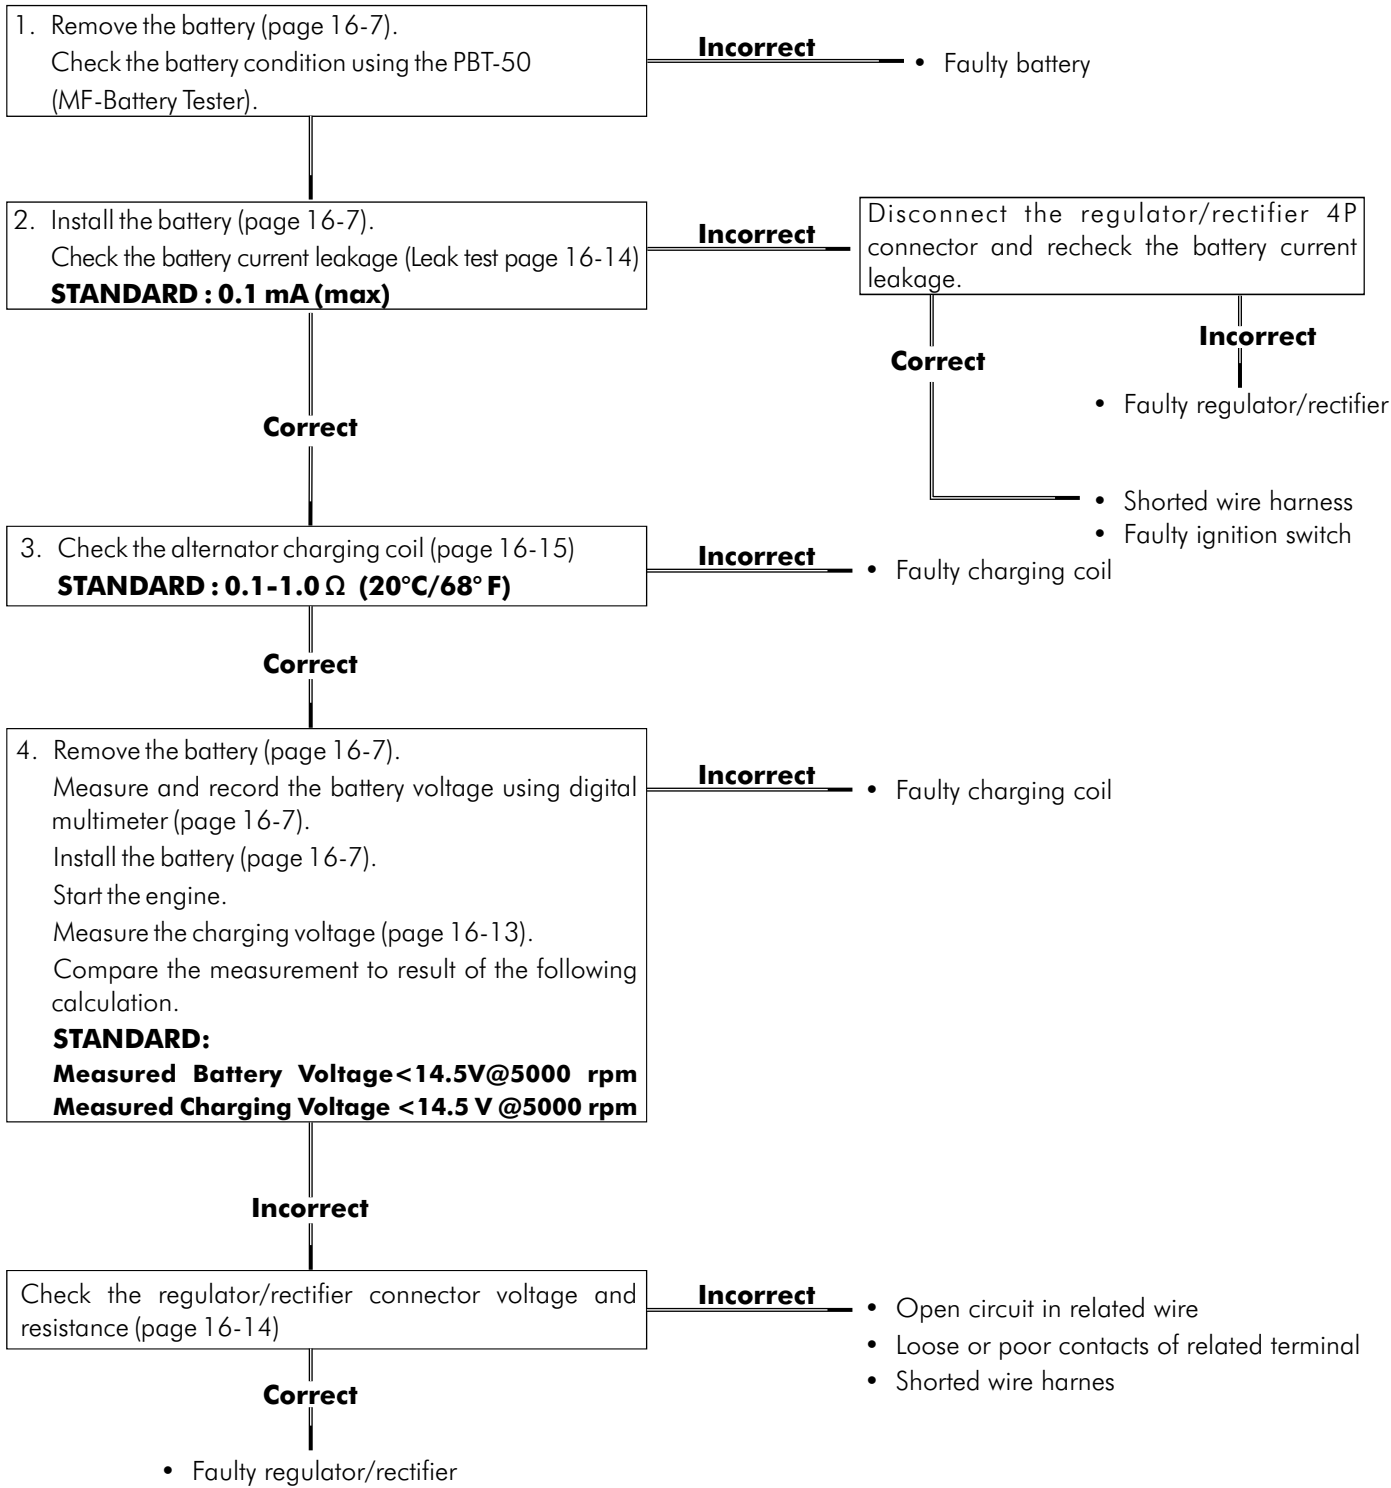 1. Remove the battery (page 16-7).
Check the battery condition using the PBT-50
(MF-Battery Tester).
Incorrect
• Faulty battery
2. Install the battery (page 16-7).
Check the battery current leakage (Leak test page 16-14)
STANDARD : 0.1 mA (max)
Incorrect
Disconnect the regulator/rectifier 4P
connector and recheck the battery current
leakage.
Incorrect
• Faulty regulator/rectifier
Correct
• Shorted wire harness
• Faulty ignition switch
Correct
3. Check the alternator charging coil (page 16-15)
STANDARD : 0.1-1.0 Ω (20°C/68° F)
Incorrect
• Faulty charging coil
Correct
4. Remove the battery (page 16-7).
Measure and record the battery voltage using digital
multimeter (page 16-7).
Install the battery (page 16-7).
Start the engine.
Measure the charging voltage (page 16-13).
Compare the measurement to result of the following
calculation.
STANDARD:
Measured Battery Voltage<14.5V@5000 rpm
Measured Charging Voltage <14.5 V @5000 rpm
Incorrect
• Faulty charging coil
Incorrect
Check the regulator/rectifier connector voltage and
resistance (page 16-14)
Incorrect
• Open circuit in related wire
• Loose or poor contacts of related terminal
• Shorted wire harnes
Correct
• Faulty regulator/rectifier